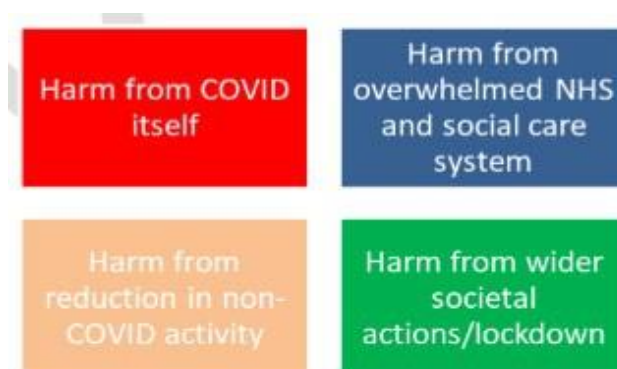 Harm from COVID
itself
Harm from
overwhelmed NHS
and social care
system
Harm from
reduction in non-
COVID activity
Harm from wider
societal
actions/lockdown